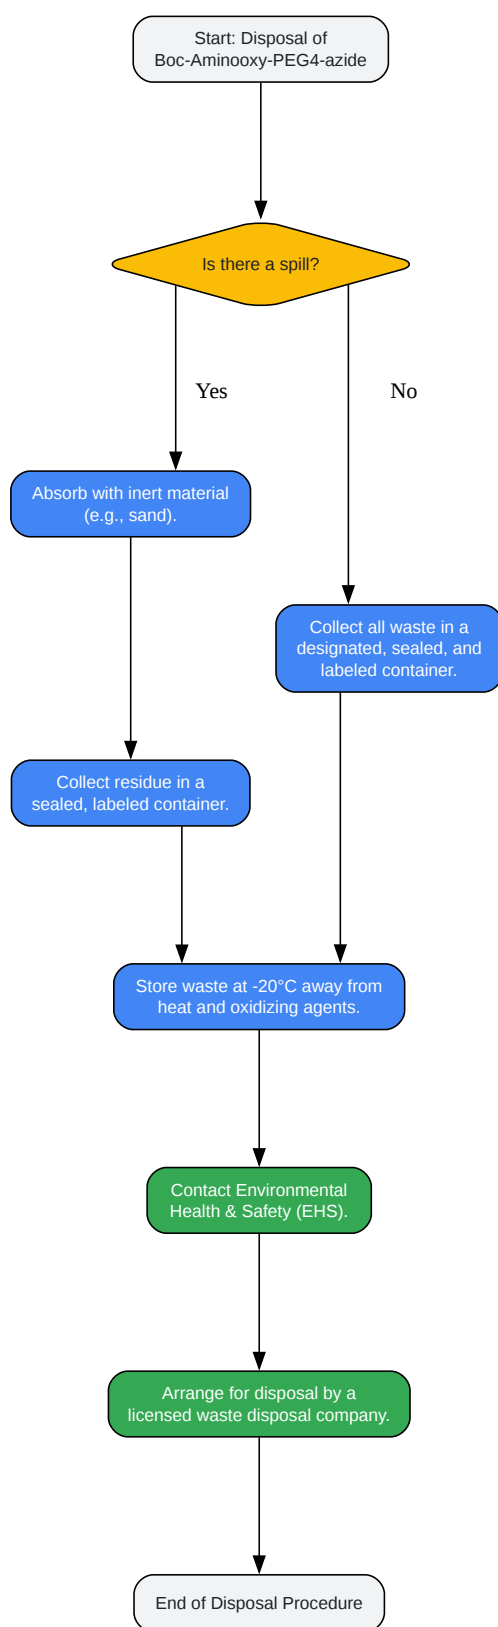 Start: Disposal of
Boc-Aminooxy-PEG4-azide
Is there a spill?
Yes
No
Absorb with inert material
(e.g., sand).
Collect all waste in a
designated, sealed, and
labeled container.
Collect residue in a
sealed, labeled container.
Store waste at -20°C away from
heat and oxidizing agents.
Contact Environmental
Health & Safety (EHS).
Arrange for disposal by a
licensed waste disposal company.
End of Disposal Procedure